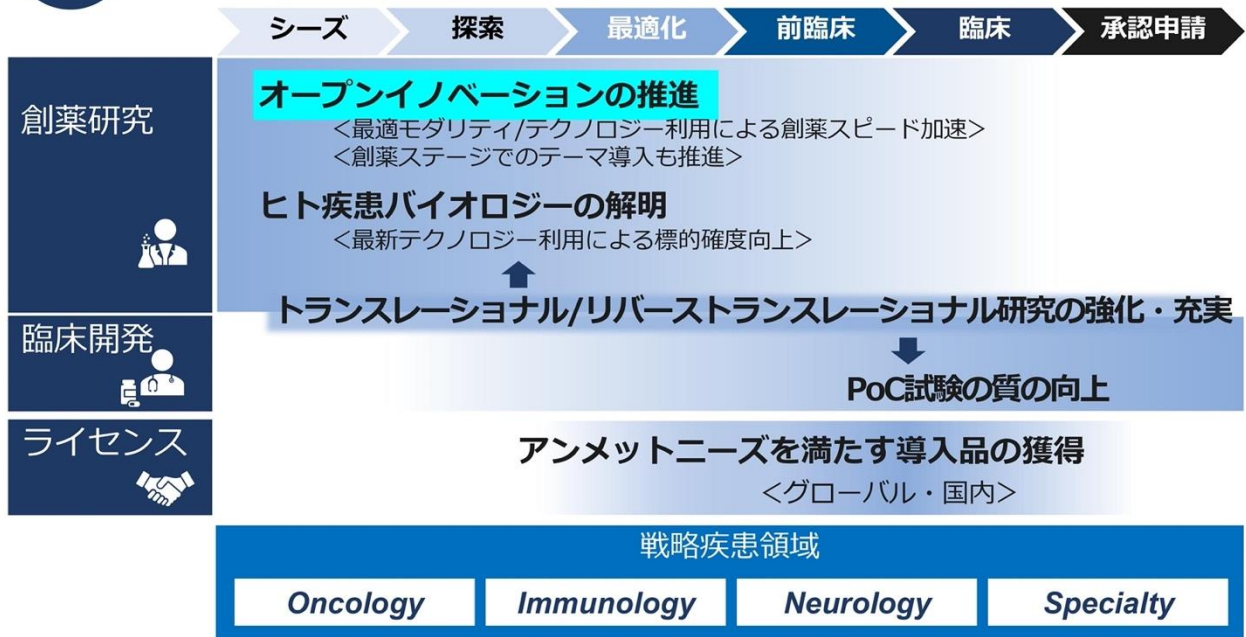 シーズ 探索 最適化 前臨床 臨床 承認申請
創薬研究
オープンイノベーションの推進
<最適モダリティ/テクノロジー利用による創薬スピード加速>
<創薬ステージでのテーマ導入も推進>
ヒト疾患バイオロジーの解明
<最新テクノロジー利用による標的確度向上>
トランスレーショナル/リバーストランスレーショナル研究の強化・充実
臨床開発
PoC試験の質の向上
ライセンス
アンメットニーズを満たす導入品の獲得
<グローバル・国内>
戦略疾患領域
Oncology Immunology Neurology Specialty